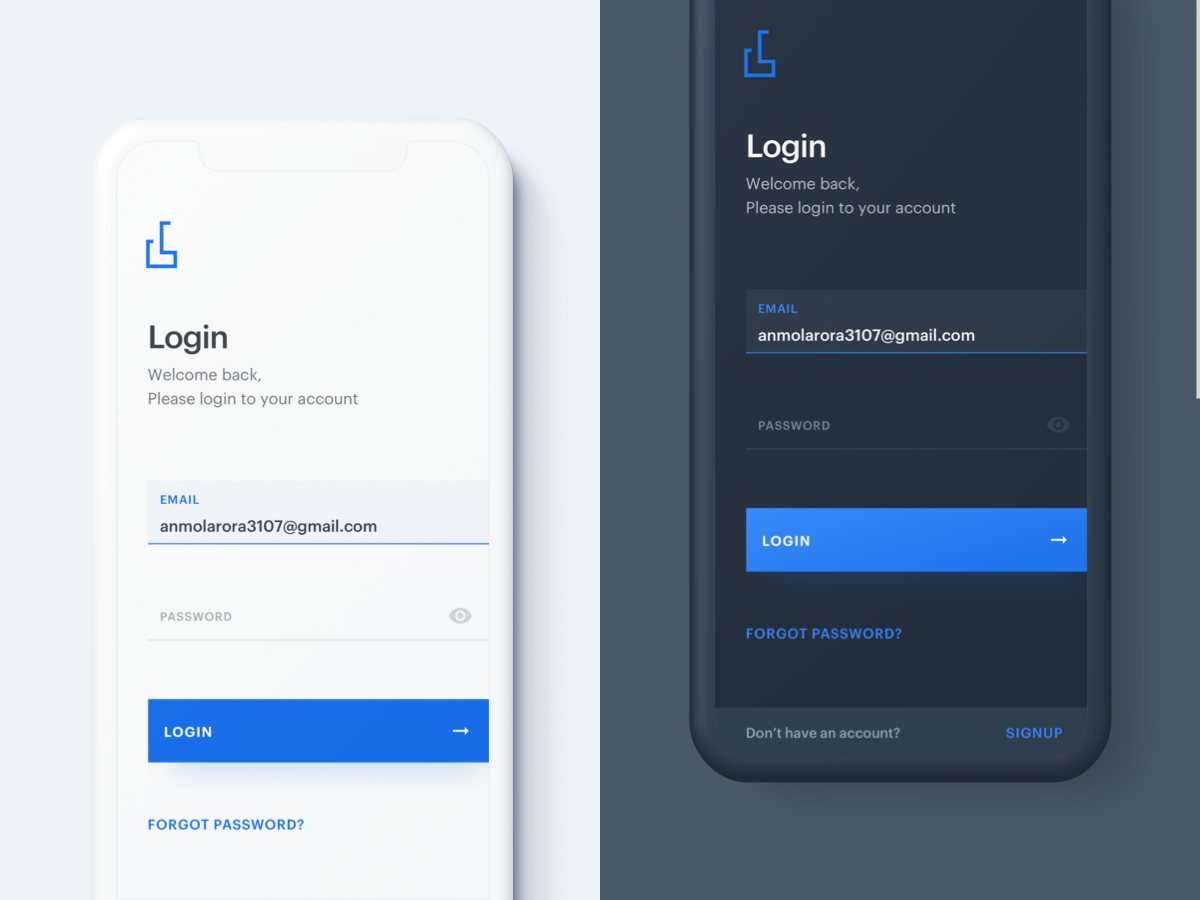 Login
Welcome back,
Please login to your account
EMAIL
anmolarora3107@gmail.com
PASSWORD
LOGIN
FORGOT PASSWORD?
Login
Welcome back,
Please login to your account
EMAIL
anmolarora3107@gmail.com
PASSWORD
LOGIN
FORGOT PASSWORD?
Don't have an account? SIGNUP